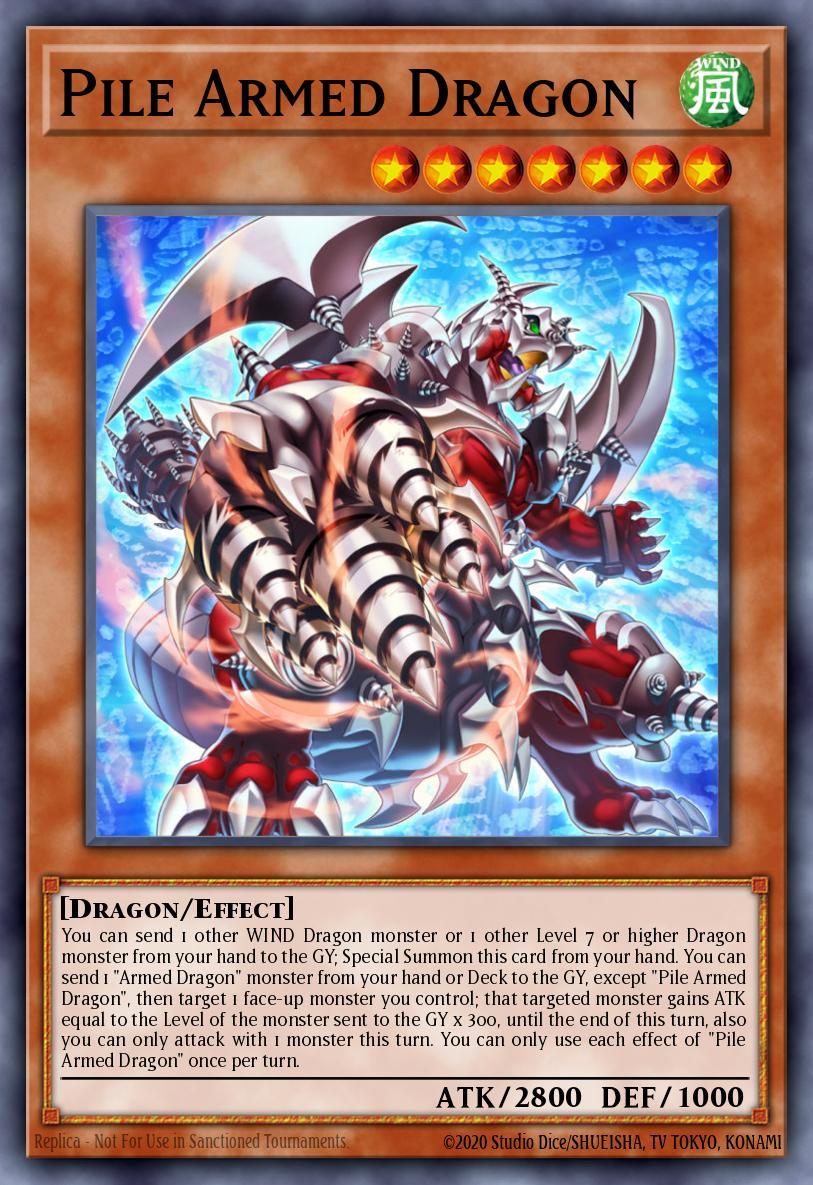 Pile Armed Dragon
WIND
風
[Dragon/Effect]
You can send 1 other WIND Dragon monster or 1 other Level 7 or higher Dragon
monster from your hand to the GY; Special Summon this card from your hand. You can
send 1 "Armed Dragon" monster from your hand or Deck to the GY, except "Pile Armed
Dragon", then target 1 face-up monster you control; that targeted monster gains ATK
equal to the Level of the monster sent to the GY x 300, until the end of this turn, also
you can only attack with 1 monster this turn. You can only use each effect of "Pile
Armed Dragon" once per turn.
ATK/2800 DEF/1000
Replica - Not For Use in Sanctioned Tournaments.
©2020 Studio Dice/SHUEISHA, TV TOKYO, KONAMI